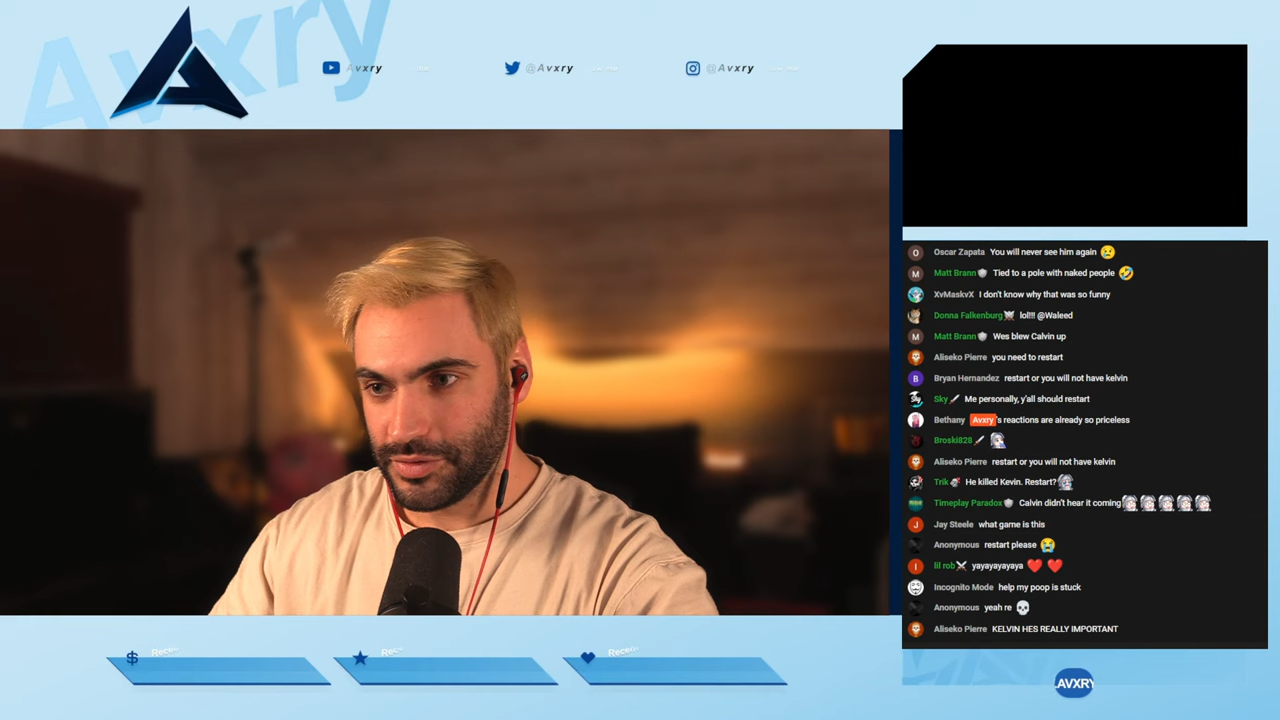 Avxry
Avxry
@Avxry
@Avxry
Oscar Zapata You will never see him again 😢
Matt Brann Tied to a pole with naked people 🤣
XvMaskvX I don't know why that was so funny
Donna Falkenburg lol!!! @Waleed
Matt Brann Wes blew Calvin up
Aliseko Pierre you need to restart
Bryan Hernandez restart or you will not have kelvin
Sky Me personally, y'all should restart
Bethany Avxry's reactions are already so priceless
Broski828
Aliseko Pierre restart or you will not have kelvin
Trik He killed Kevin. Restart?
Timeplay Paradox Calvin didn't hear it coming
Jay Steele what game is this
Anonymous restart please 😭
lil rob yayayayayaya ❤️ ❤️
Incognito Mode help my poop is stuck
Anonymous yeah re 💀
Aliseko Pierre KELVIN HES REALLY IMPORTANT
AVXRY